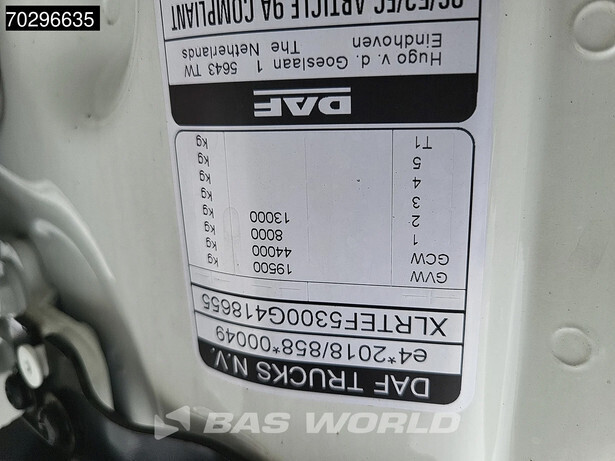 70296635
DAF TRUCKS N.V.
e4*2018/858*00049
XLRTEF5300G418655
GVW 19500 kg
GCW 44000 kg
1 8000 kg
2 13000 kg
3 kg
4 kg
5 kg
T1 kg
DAF
Hugo v. d. Goeslaan 1 5643 TW
Eindhoven The Netherlands
96/53/EC ARTICLE 9A COMPLIANT
BAS WORLD